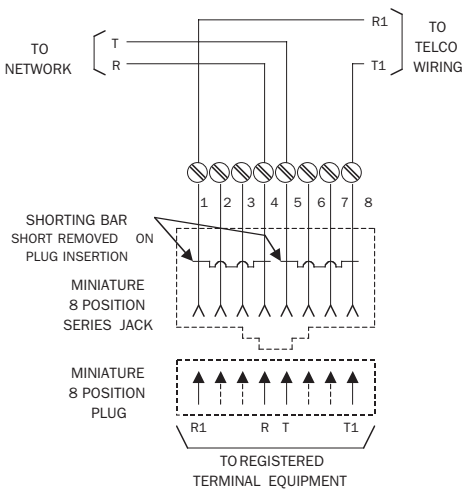 R1
TO
TELCO
WIRING
TO
NETWORK
T
R
T1
1 2 3 4 5 6 7 8
SHORTING BAR
SHORT REMOVED ON
PLUG INSERTION
MINIATURE
8 POSITION
SERIES JACK
MINIATURE
8 POSITION
PLUG
R1 R T T1
TO REGISTERED
TERMINAL EQUIPMENT